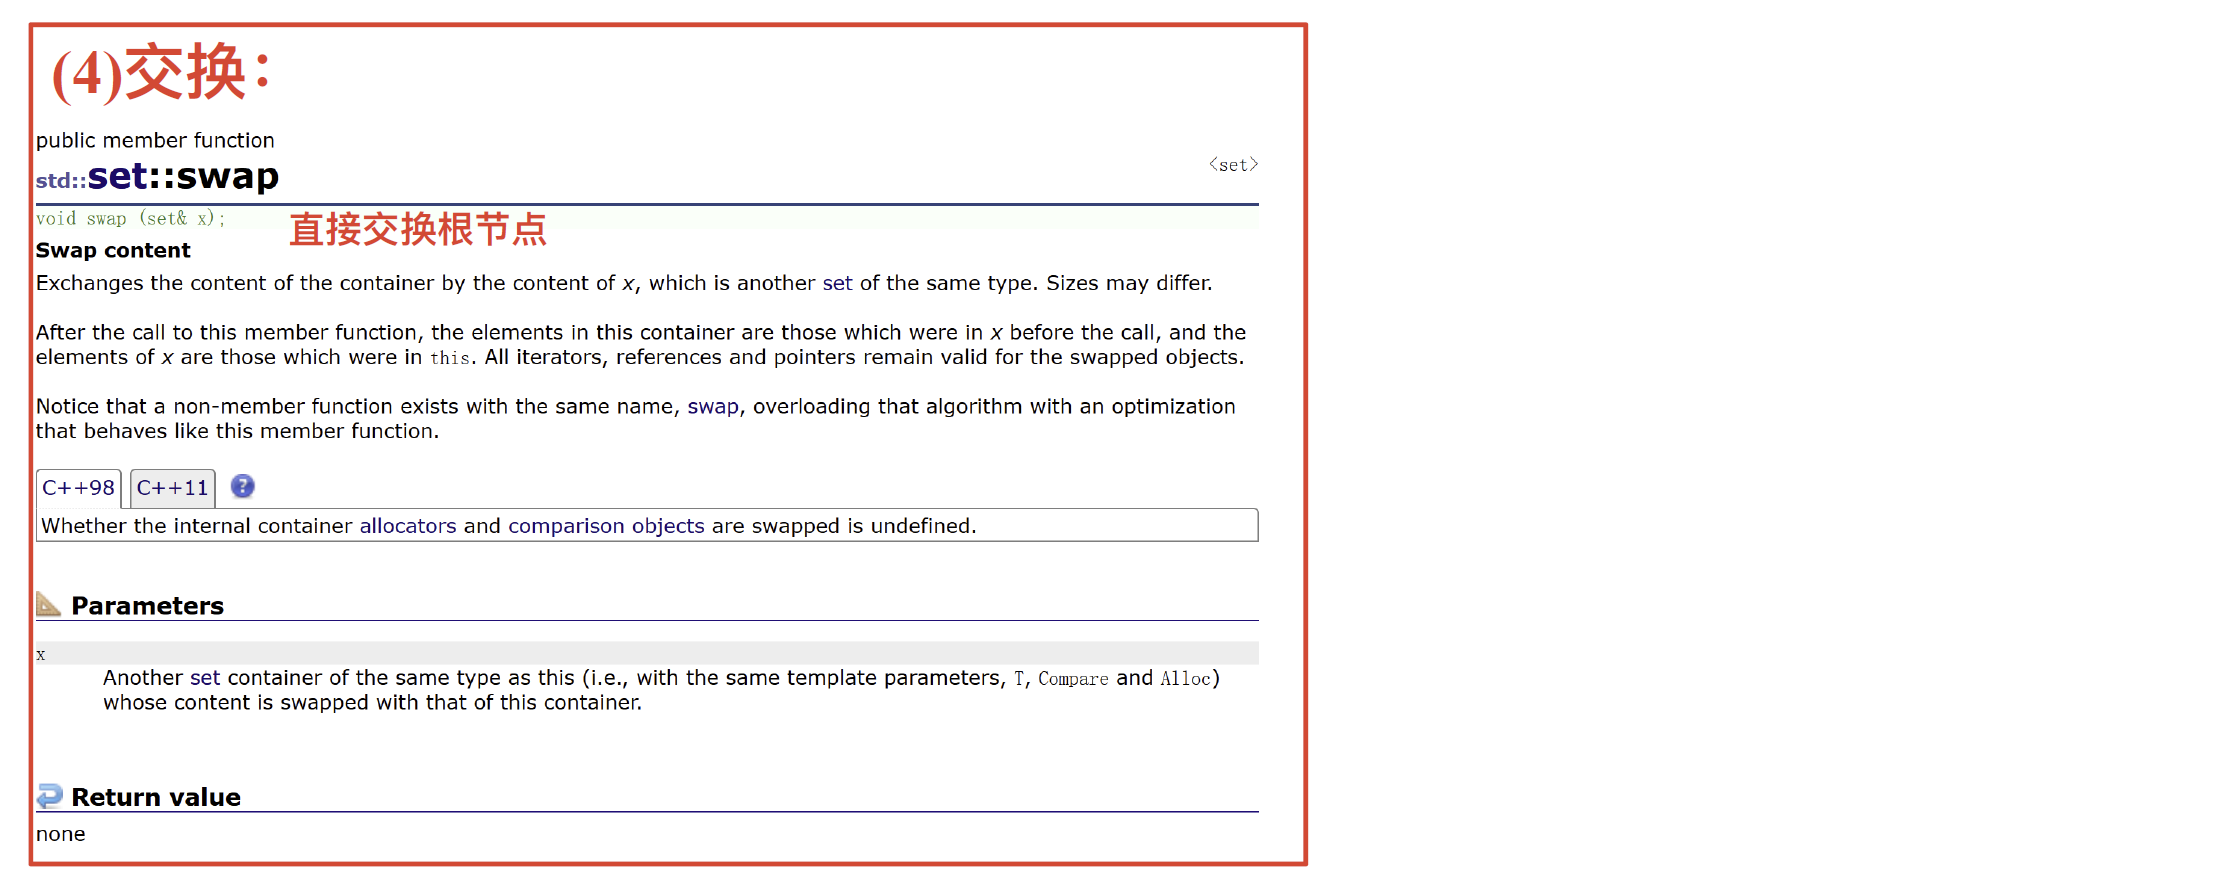 (4)交换：
public member function
<set>
std::set::swap
void swap (set& x);
直接交换根节点
Swap content
Exchanges the content of the container by the content of x, which is another set of the same type. Sizes may differ.
After the call to this member function, the elements in this container are those which were in x before the call, and the
elements of x are those which were in this. All iterators, references and pointers remain valid for the swapped objects.
Notice that a non-member function exists with the same name, swap, overloading that algorithm with an optimization
that behaves like this member function.
C++98 C++11 ?
Whether the internal container allocators and comparison objects are swapped is undefined.
Parameters
x
Another set container of the same type as this (i.e., with the same template parameters, T, Compare and Alloc)
whose content is swapped with that of this container.
Return value
none